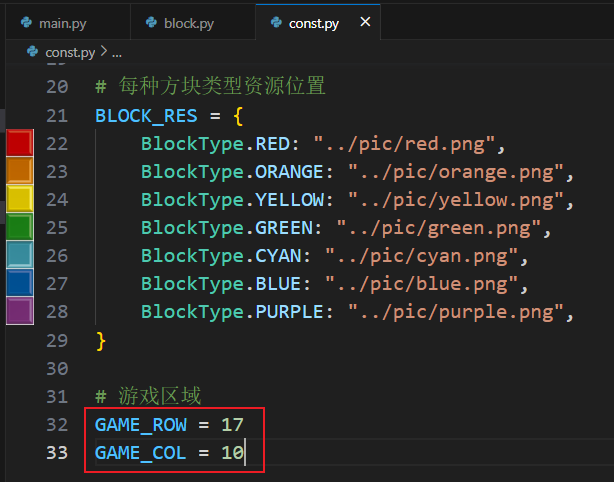 main.py block.py const.py
const.py > ...
20 # 每种方块类型资源位置
21 BLOCK_RES = {
22 BlockType.RED: "../pic/red.png",
23 BlockType.ORANGE: "../pic/orange.png",
24 BlockType.YELLOW: "../pic/yellow.png",
25 BlockType.GREEN: "../pic/green.png",
26 BlockType.CYAN: "../pic/cyan.png",
27 BlockType.BLUE: "../pic/blue.png",
28 BlockType.PURPLE: "../pic/purple.png",
29 }
30
31 # 游戏区域
32 GAME_ROW = 17
33 GAME_COL = 10